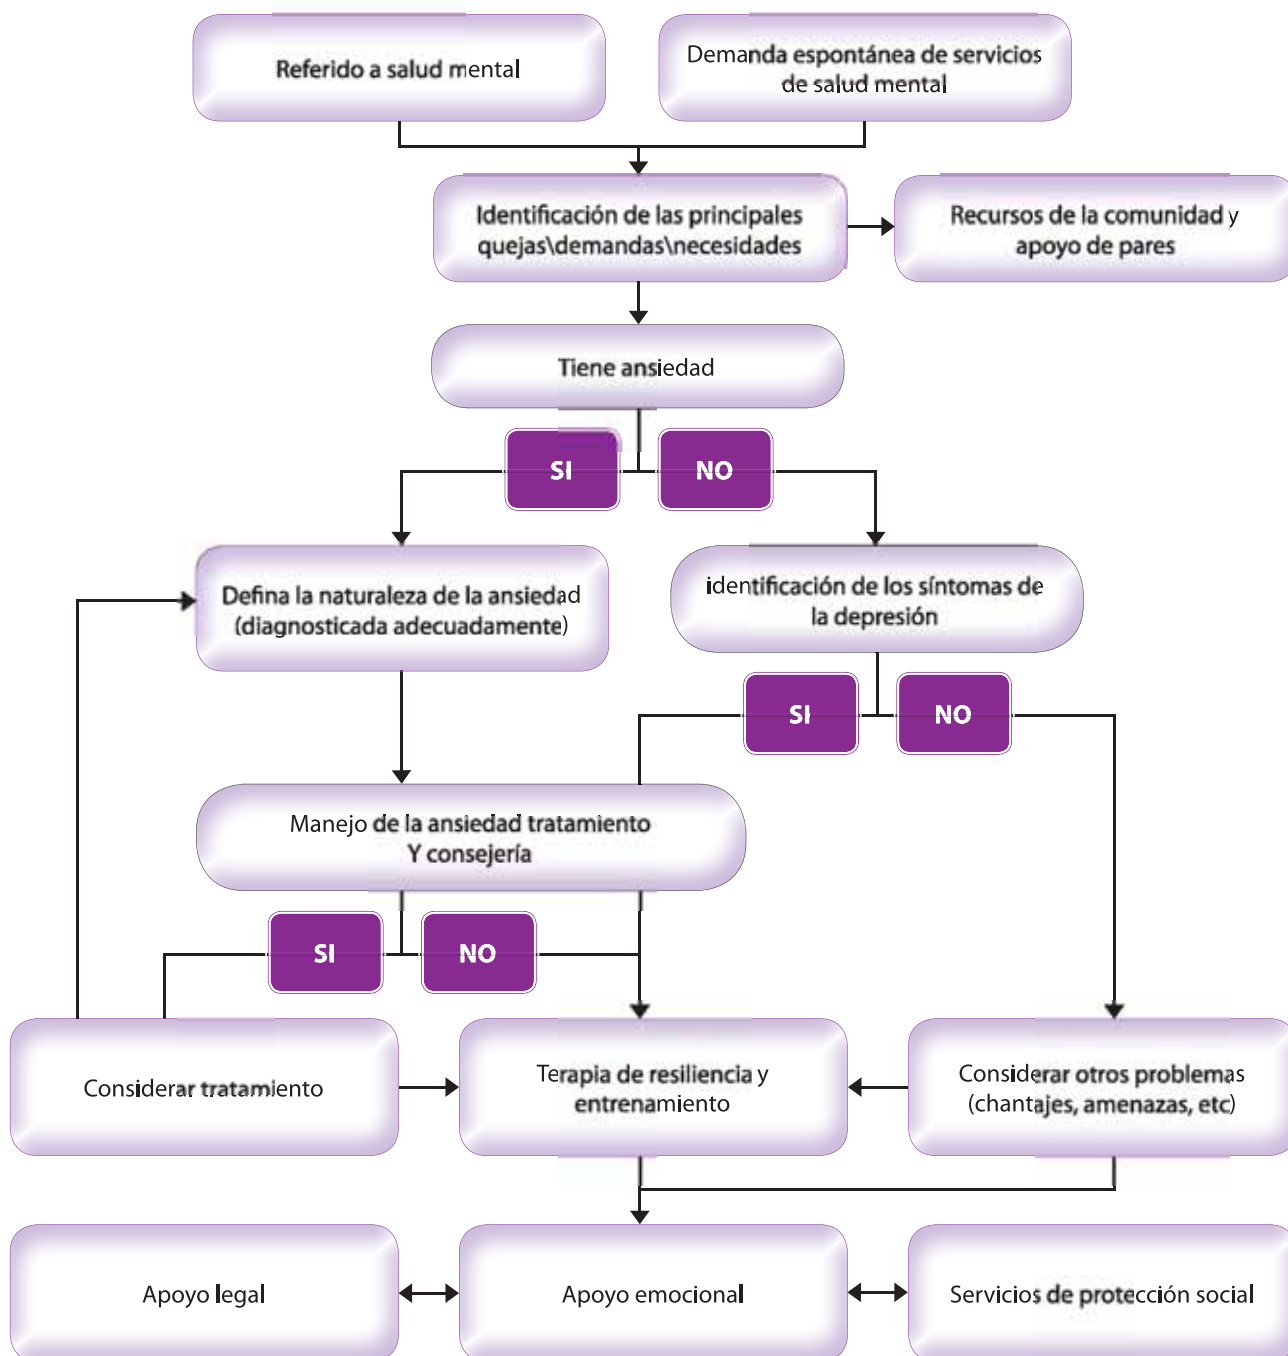 Referido a salud mental
Demanda espontánea de servicios
de salud mental
Identificación de las principales
quejas\demandas\necesidades
Recursos de la comunidad y
apoyo de pares
Tiene ansiedad
SI
NO
Defina la naturaleza de la ansiedad
(diagnosticada adecuadamente)
identificación de los síntomas de
la depresión
SI
NO
Manejo de la ansiedad tratamiento
Y consejería
SI
NO
Considerar tratamiento
Terapia de resiliencia y
entrenamiento
Considerar otros problemas
(chantajes, amenazas, etc)
Apoyo legal
Apoyo emocional
Servicios de protección social